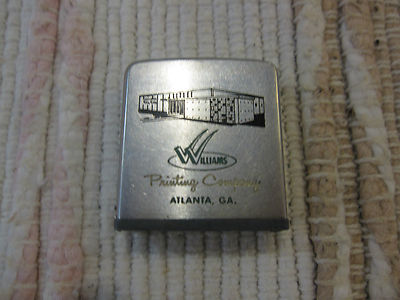 WILLIAMS
Printing Company
ATLANTA, GA.